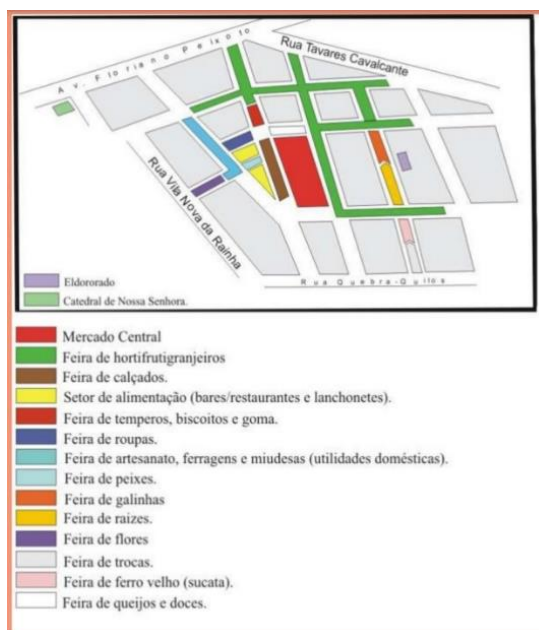 Av. Floriano Peixoto
Rua Tavares Cavalcante
Rua Vila Nova da Rainha
Rua Quebra-Quilos
Eldororado
Catedral de Nossa Senhora.
Mercado Central
Feira de hortifrutigranjeiros
Feira de calçados.
Setor de alimentação (bares/restaurantes e lanchonetes).
Feira de temperos, biscoitos e goma.
Feira de roupas.
Feira de artesanato, ferragens e miudesas (utilidades domésticas).
Feira de peixes.
Feira de galinhas
Feira de raizes.
Feira de flores
Feira de trocas.
Feira de ferro velho (sucata).
Feira de queijos e doces.